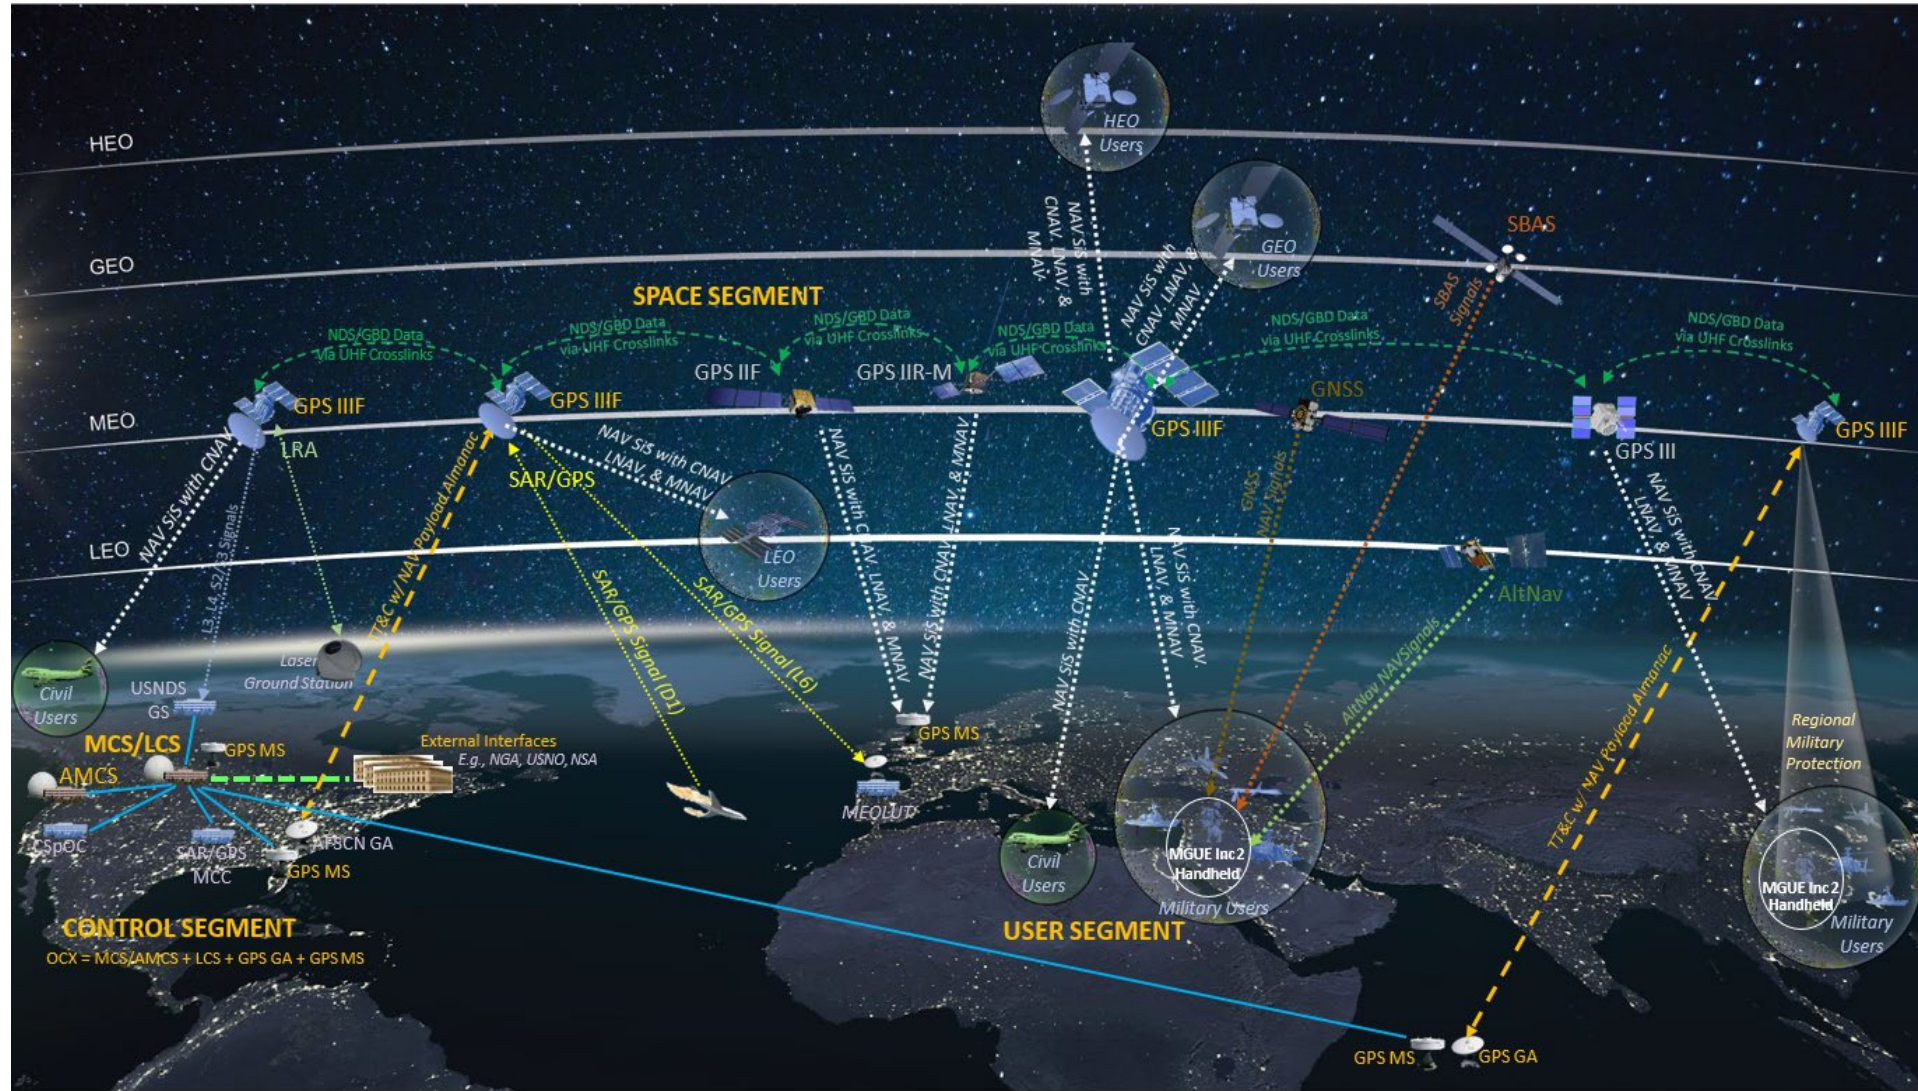 HEO
HEO
Users
GEO
GEO
Users
SBAS
SPACE SEGMENT
NAV SiS with
CNAV, LNAV, &
MNAV.
NAV SiS with
CNAV, LNAV, &
MNAV.
SBAS
Signals
NDS/GBD Data
via UHF Crosslinks
NDS/GBD Data
via UHF Crosslinks
NDS/GBD Data
via UHF Crosslinks
NDS/GBD Data
via UHF Crosslinks
NDS/GBD Data
via UHF Crosslinks
NDS/GBD Data
via UHF Crosslinks
MEO
GPS IIIF
GPS IIIF
GPS IIF
GPS IIR-M
GPS IIIF
GNSS
GPS III
GPS IIIF
LRA
SAR/GPS
NAV SiS with CNAV
L3, L4, S2/S3 Signals
TT&C w/ NAV Payload Almanac
NAV SiS with CNAV.
LNAV, & MNAV
NAV SiS with CNAV. LNAV, & MNAV
NAV SiS with CNAV LNAV, & MNAV
GNSS
NAV Signals
NAV SiS with CNAV.
LNAV & MNAV
LEO
LEO
Users
AltNav
SAR/GPS Signal (D1)
SAR/GPS Signal (L6)
NAV SiS with CNAV
NAV SiS with CNAV.
LNAV, & MNAV
AltNav NAVSignals
TT&C w/ NAV Payload Almanac
Civil
Users
Laser
Ground Station
USNDS
GS
MCS/LCS
GPS MS
AMCS
External Interfaces
E.g., NGA, USNO, NSA
CSpOC
SAR/GPS
MCC
AFSCN GA
GPS MS
GPS MS
MEOLUT
Civil
Users
MGUE Inc2
Handheld
Military Users
Regional
Military
Protection
MGUE Inc2
Handheld
Military
Users
CONTROL SEGMENT
OCX = MCS/AMCS + LCS + GPS GA + GPS MS
USER SEGMENT
GPS MS
GPS GA